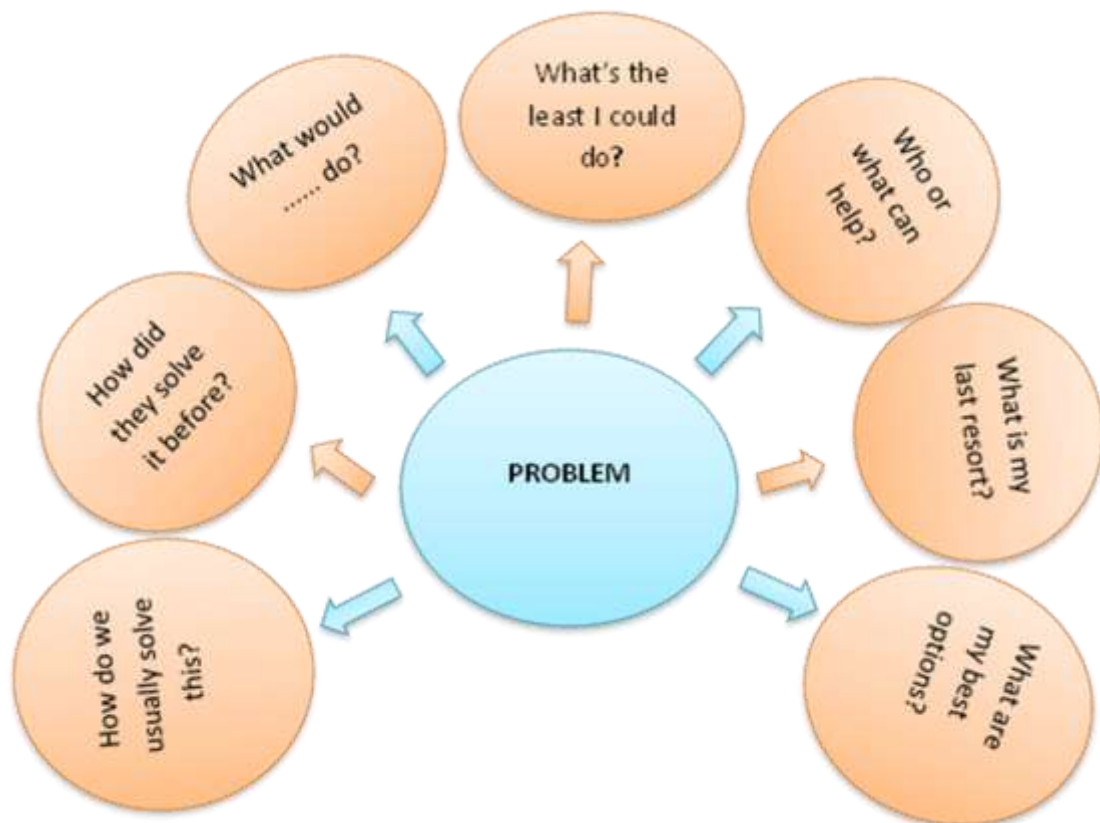 What's the
least I could
do?
What would
...... do?
Who or
what can
help?
How did
they solve
it before?
What is my
last resort?
PROBLEM
How do we
usually solve
this?
What are
my best
options?